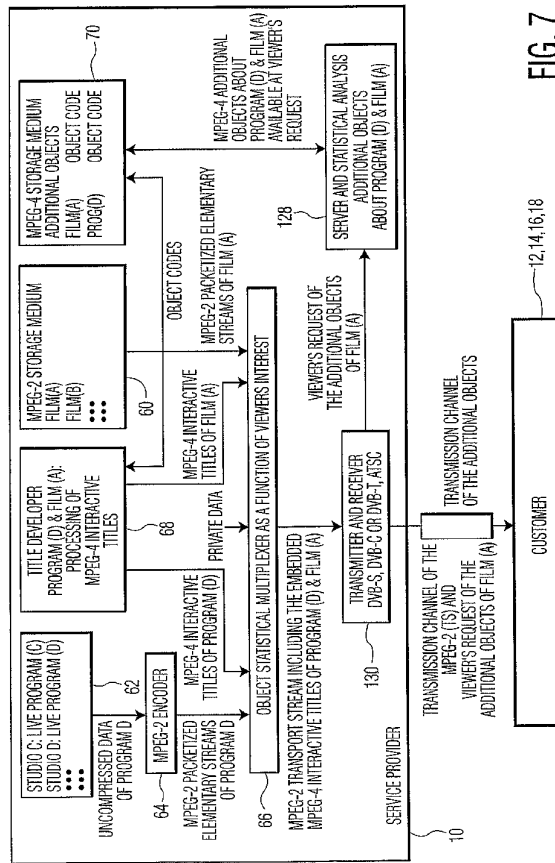 STUDIO C: LIVE PROGRAM (C)
STUDIO D: LIVE PROGRAM (D)
62
UNCOMPRESSED DATA
OF PROGRAM D
MPEG-2 ENCODER
64
MPEG-2 PACKETIZED
ELEMENTARY STREAMS
OF PROGRAM D
TITLE DEVELOPER
PROGRAM (D) & FILM (A):
PROCESSING OF
MPEG-4 INTERACTIVE
TITLES
68
MPEG-4 INTERACTIVE
TITLES OF PROGRAM (D)
PRIVATE DATA
MPEG-4 INTERACTIVE
TITLES OF FILM (A)
MPEG-2 STORAGE MEDIUM
FILM(A)
FILM(B)
60
OBJECT CODES
MPEG-2 PACKETIZED ELEMENTARY
STREAMS OF FILM (A)
MPEG-4 STORAGE MEDIUM
ADDITIONAL OBJECTS
FILM(A) OBJECT CODE
PROG(D) OBJECT CODE
70
MPEG-4 ADDITIONAL
OBJECTS ABOUT
PROGRAM (D) & FILM (A)
AVAILABLE AT VIEWER'S
REQUEST
OBJECT STATISTICAL MULTIPLEXER AS A FUNCTION OF VIEWERS INTEREST
66
MPEG-2 TRANSPORT STREAM INCLUDING THE EMBEDDED
MPEG-4 INTERACTIVE TITLES OF PROGRAM (D) & FILM (A)
TRANSMITTER AND RECEIVER
DVB-S, DVB-C OR DVB-T, ATSC
130
VIEWER'S REQUEST OF
THE ADDITIONAL OBJECTS
OF FILM (A)
128
SERVER AND STATISTICAL ANALYSIS
ADDITIONAL OBJECTS
ABOUT PROGRAM (D) & FILM (A)
SERVICE PROVIDER
10
TRANSMISSION CHANNEL OF THE
MPEG-2 (TS) AND
VIEWER'S REQUEST OF THE
ADDITIONAL OBJECTS OF FILM (A)
TRANSMISSION CHANNEL
OF THE ADDITIONAL OBJECTS
CUSTOMER
12,14,16,18
FIG. 7